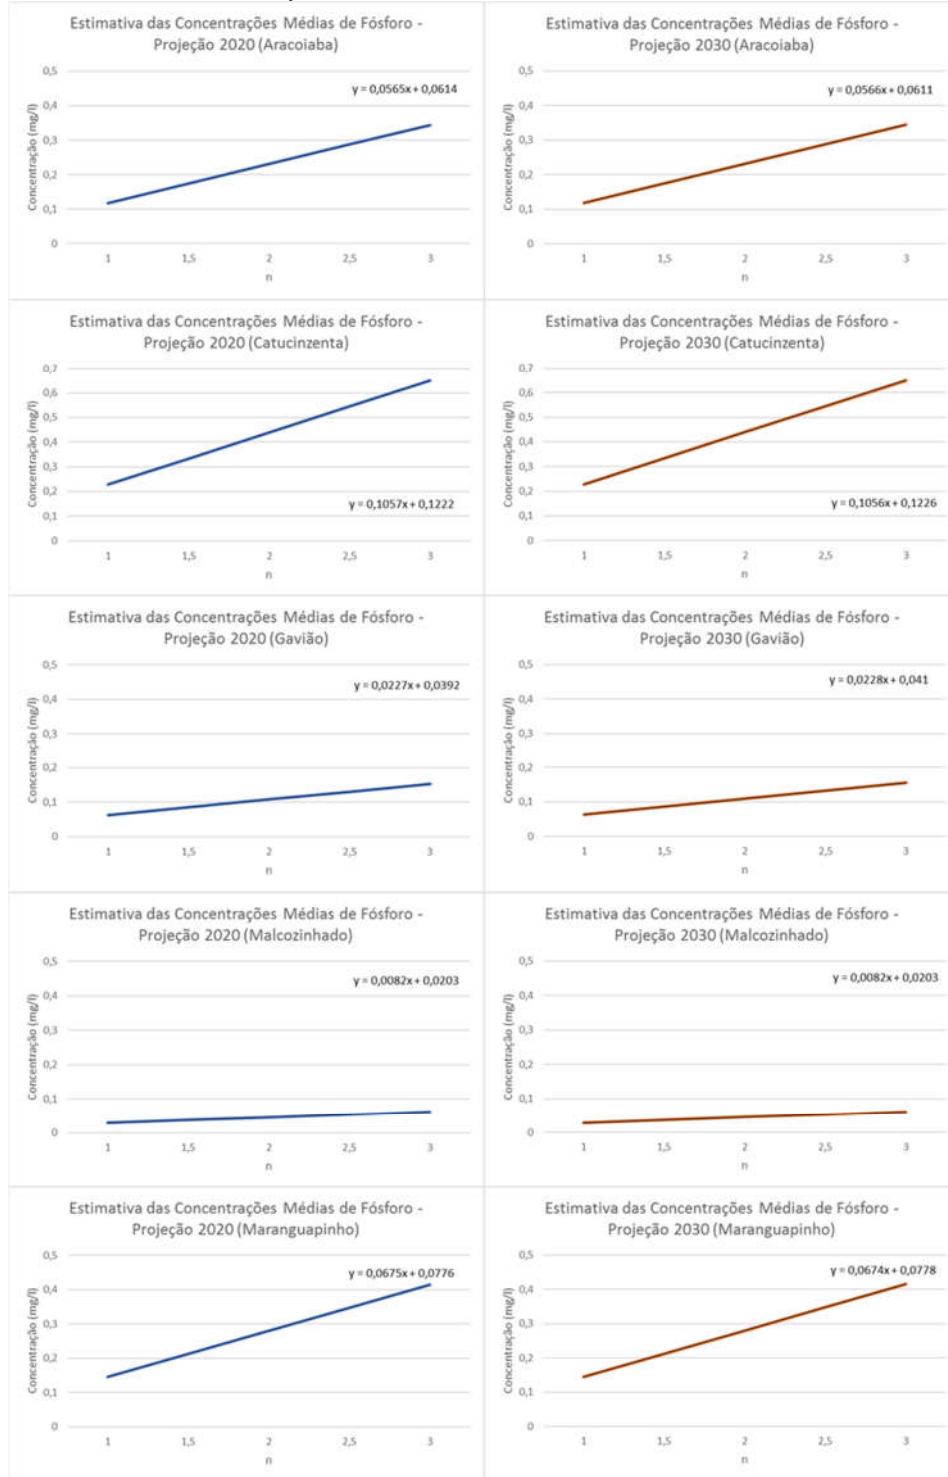 Estimativa das Concentrações Médias de Fósforo -
Projeção 2020 (Aracoiaba)
0,5
y = 0,0565x + 0,0614
0,4
0,3
0,2
0,1
0
Concentração (mg/l)
1 1,5 2 2,5 3
n
Estimativa das Concentrações Médias de Fósforo -
Projeção 2030 (Aracoiaba)
0,5
y = 0,0566x + 0,0611
0,4
0,3
0,2
0,1
0
Concentração (mg/l)
1 1,5 2 2,5 3
n
Estimativa das Concentrações Médias de Fósforo -
Projeção 2020 (Catucinzenta)
0,7
0,6
0,5
0,4
0,3
0,2
y = 0,1057x + 0,1222
0,1
0
Concentração (mg/l)
1 1,5 2 2,5 3
n
Estimativa das Concentrações Médias de Fósforo -
Projeção 2030 (Catucinzenta)
0,7
0,6
0,5
0,4
0,3
0,2
y = 0,1056x + 0,1226
0,1
0
Concentração (mg/l)
1 1,5 2 2,5 3
n
Estimativa das Concentrações Médias de Fósforo -
Projeção 2020 (Gavião)
0,5
y = 0,0227x + 0,0392
0,4
0,3
0,2
0,1
0
Concentração (mg/l)
1 1,5 2 2,5 3
n
Estimativa das Concentrações Médias de Fósforo -
Projeção 2030 (Gavião)
0,5
y = 0,0228x + 0,041
0,4
0,3
0,2
0,1
0
Concentração (mg/l)
1 1,5 2 2,5 3
n
Estimativa das Concentrações Médias de Fósforo -
Projeção 2020 (Malcozinhado)
0,5
y = 0,0082x + 0,0203
0,4
0,3
0,2
0,1
0
Concentração (mg/l)
1 1,5 2 2,5 3
n
Estimativa das Concentrações Médias de Fósforo -
Projeção 2030 (Malcozinhado)
0,5
y = 0,0082x + 0,0203
0,4
0,3
0,2
0,1
0
Concentração (mg/l)
1 1,5 2 2,5 3
n
Estimativa das Concentrações Médias de Fósforo -
Projeção 2020 (Maranguapinho)
0,5
y = 0,0675x + 0,0776
0,4
0,3
0,2
0,1
0
Concentração (mg/l)
1 1,5 2 2,5 3
n
Estimativa das Concentrações Médias de Fósforo -
Projeção 2030 (Maranguapinho)
0,5
y = 0,0674x + 0,0778
0,4
0,3
0,2
0,1
0
Concentração (mg/l)
1 1,5 2 2,5 3
n